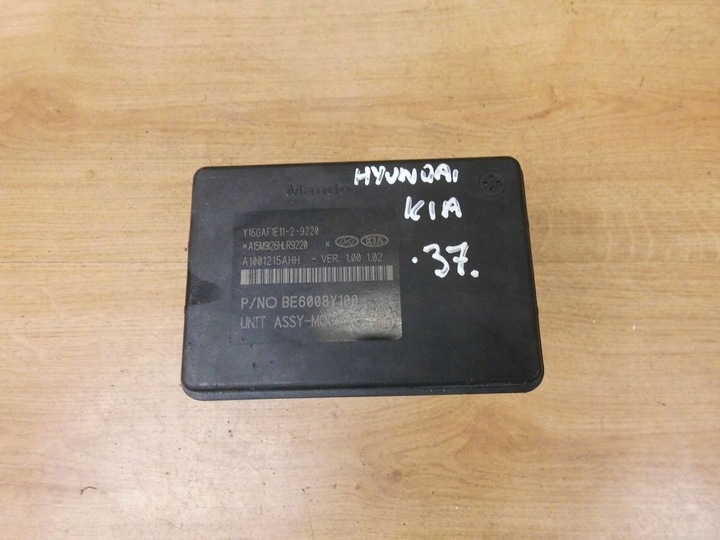 Mando
HYUNDAI
KIA
.37.
Y16GAF1E11-2-9220
×A15M926HLR9220 × KIA
A1001215AHH - VER. 1.00 1.02
P/NO BE6008Y100
UNIT ASSY-MOC